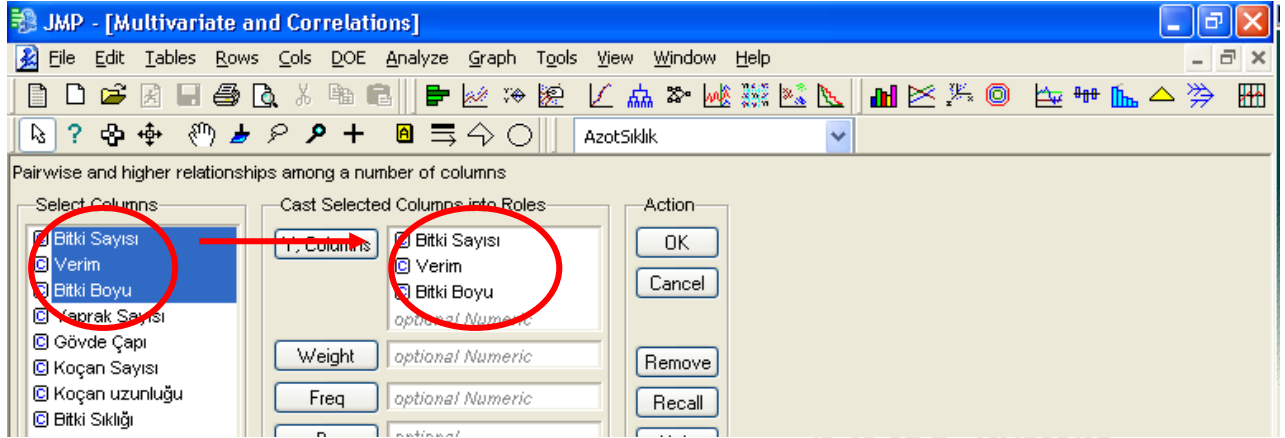 JMP - [Multivariate and Correlations]
File Edit Tables Rows Cols DOE Analyze Graph Tools View Window Help
AzotSıklık
Pairwise and higher relationships among a number of columns
Select Columns
Cast Selected Columns into Roles
Action
Bitki Sayısı
Verim
Bitki Boyu
Yaprak Sayısı
Gövde Çapı
Koçan Sayısı
Koçan uzunluğu
Bitki Sıklığı
Y, Columns
Bitki Sayısı
Verim
Bitki Boyu
optional Numeric
Weight optional Numeric
Freq optional Numeric
optional
OK
Cancel
Remove
Recall